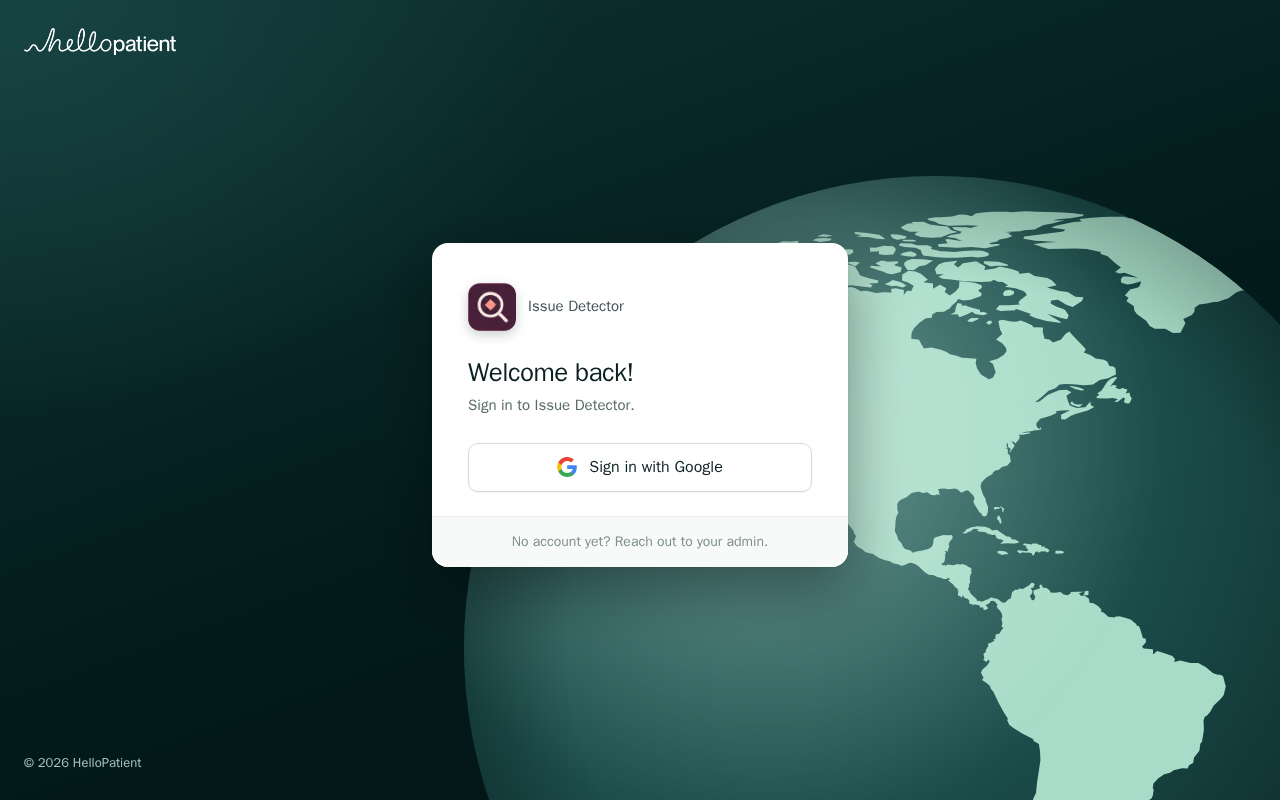 hellopatient
Issue Detector
Welcome back!
Sign in to Issue Detector.
Sign in with Google
No account yet? Reach out to your admin.
© 2026 HelloPatient